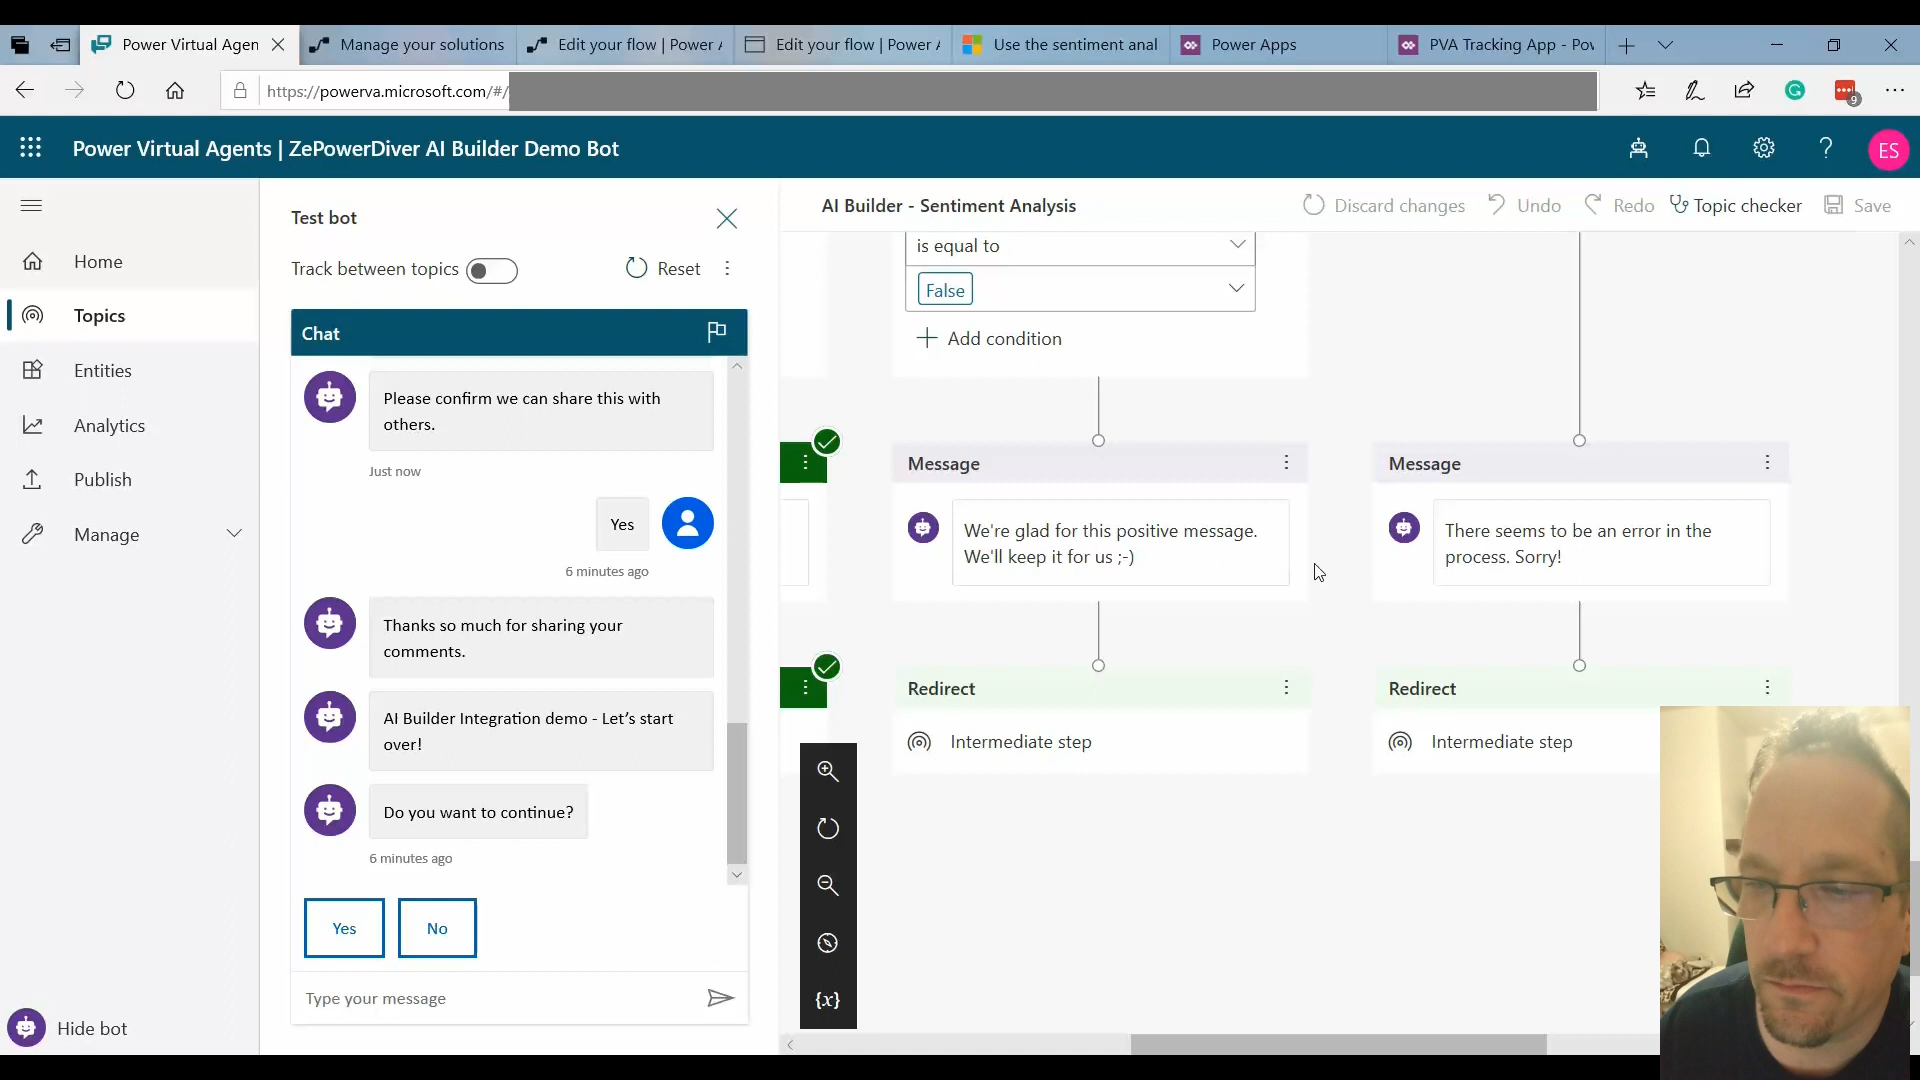 Power Virtual Agen
Manage your solutions
Edit your flow | Power A
Edit your flow | Power A
Use the sentiment anal
Power Apps
PVA Tracking App - Pow
https://powerva.microsoft.com/#/
9
Power Virtual Agents | ZePowerDiver AI Builder Demo Bot
ES
Home
Topics
Entities
Analytics
Publish
Manage
Hide bot
Test bot
Track between topics
Reset
Chat
Please confirm we can share this with
others.
Just now
Yes
6 minutes ago
Thanks so much for sharing your
comments.
AI Builder Integration demo - Let's start
over!
Do you want to continue?
6 minutes ago
Yes
No
Type your message
AI Builder - Sentiment Analysis
Discard changes
Undo
Redo
Topic checker
Save
is equal to
False
Add condition
Message
We're glad for this positive message.
We'll keep it for us ;-)
Redirect
Intermediate step
Message
There seems to be an error in the
process. Sorry!
Redirect
Intermediate step
{x}